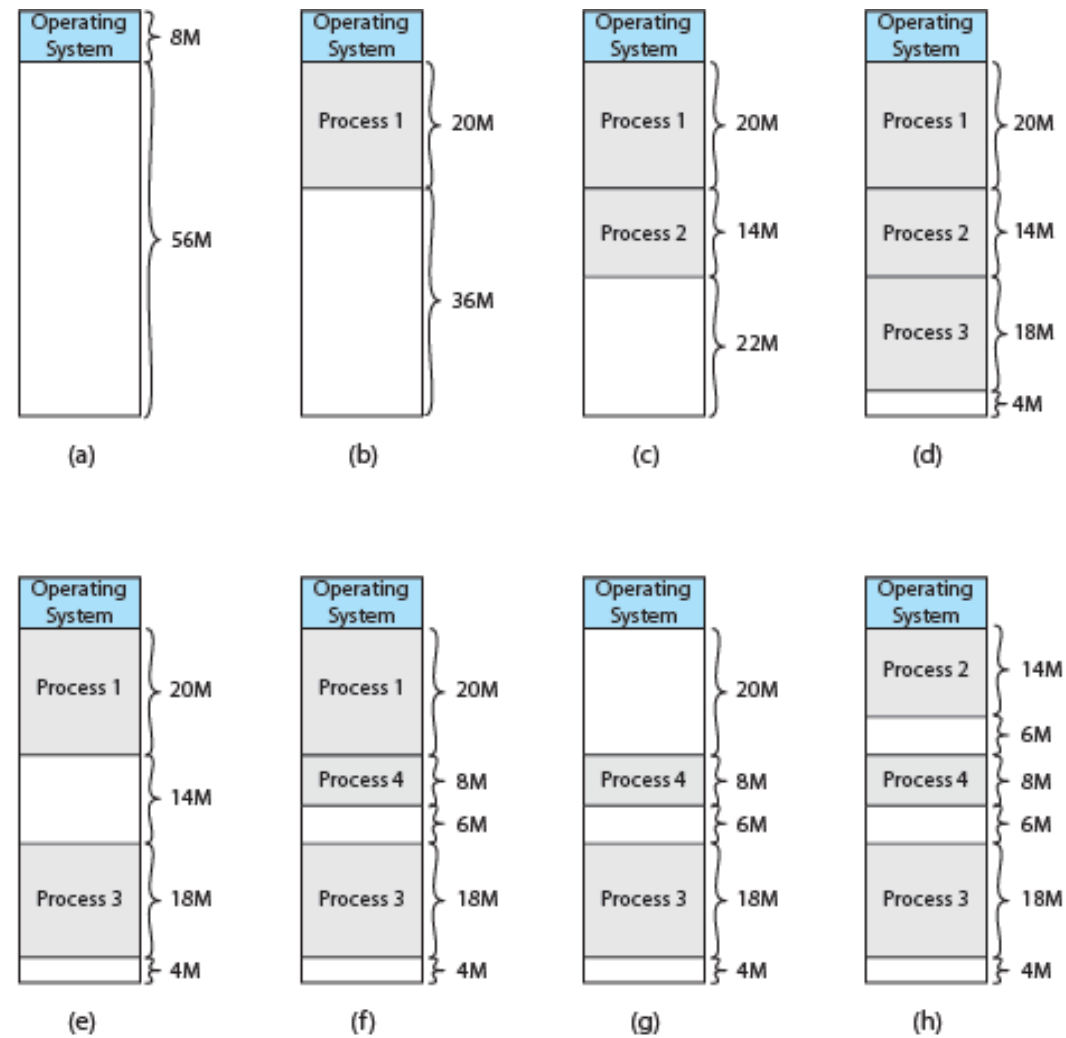 Operating
System
8M
56M
(a)
Operating
System
Process 1
20M
36M
(b)
Operating
System
Process 1
20M
Process 2
14M
22M
(c)
Operating
System
Process 1
20M
Process 2
14M
Process 3
18M
4M
(d)
Operating
System
Process 1
20M
14M
Process 3
18M
4M
(e)
Operating
System
Process 1
20M
Process 4
8M
6M
Process 3
18M
4M
(f)
Operating
System
20M
Process 4
8M
6M
Process 3
18M
4M
(g)
Operating
System
Process 2
14M
6M
Process 4
8M
6M
Process 3
18M
4M
(h)